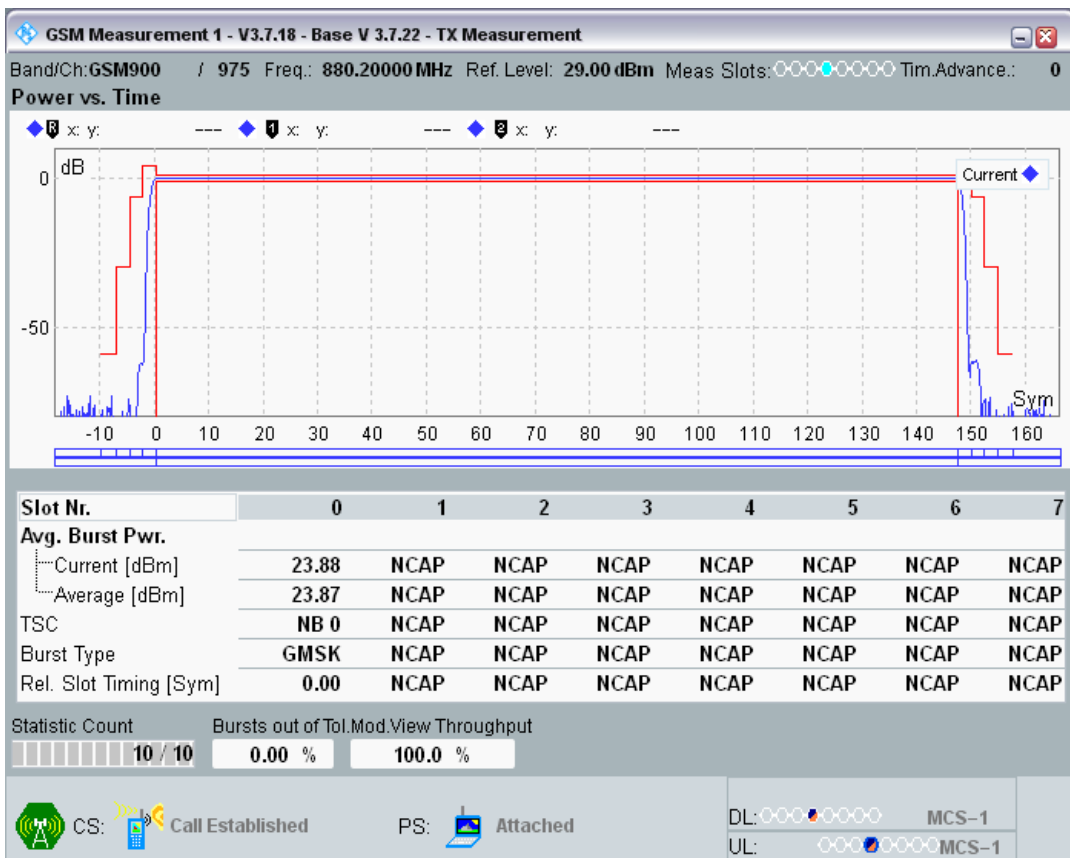 GSM Measurement 1 - V3.7.18 - Base V 3.7.22 - TX Measurement
Band/Ch:GSM900 / 975 Freq.: 880.20000 MHz Ref. Level: 29.00 dBm Meas Slots: Tim.Advance.: 0
Power vs. Time
R x: y: --- 1 x: y: --- 2 x: y: ---
dB
Current
0
-50
Sym
-10 0 10 20 30 40 50 60 70 80 90 100 110 120 130 140 150 160
Slot Nr. 0 1 2 3 4 5 6 7
Avg. Burst Pwr.
Current [dBm] 23.88 NCAP NCAP NCAP NCAP NCAP NCAP NCAP
Average [dBm] 23.87 NCAP NCAP NCAP NCAP NCAP NCAP NCAP
TSC NB 0 NCAP NCAP NCAP NCAP NCAP NCAP NCAP
Burst Type GMSK NCAP NCAP NCAP NCAP NCAP NCAP NCAP
Rel. Slot Timing [Sym] 0.00 NCAP NCAP NCAP NCAP NCAP NCAP NCAP
Statistic Count Bursts out of Tol.Mod.View Throughput
10 / 10 0.00 % 100.0 %
CS: Call Established PS: Attached
DL: MCS-1
UL: MCS-1